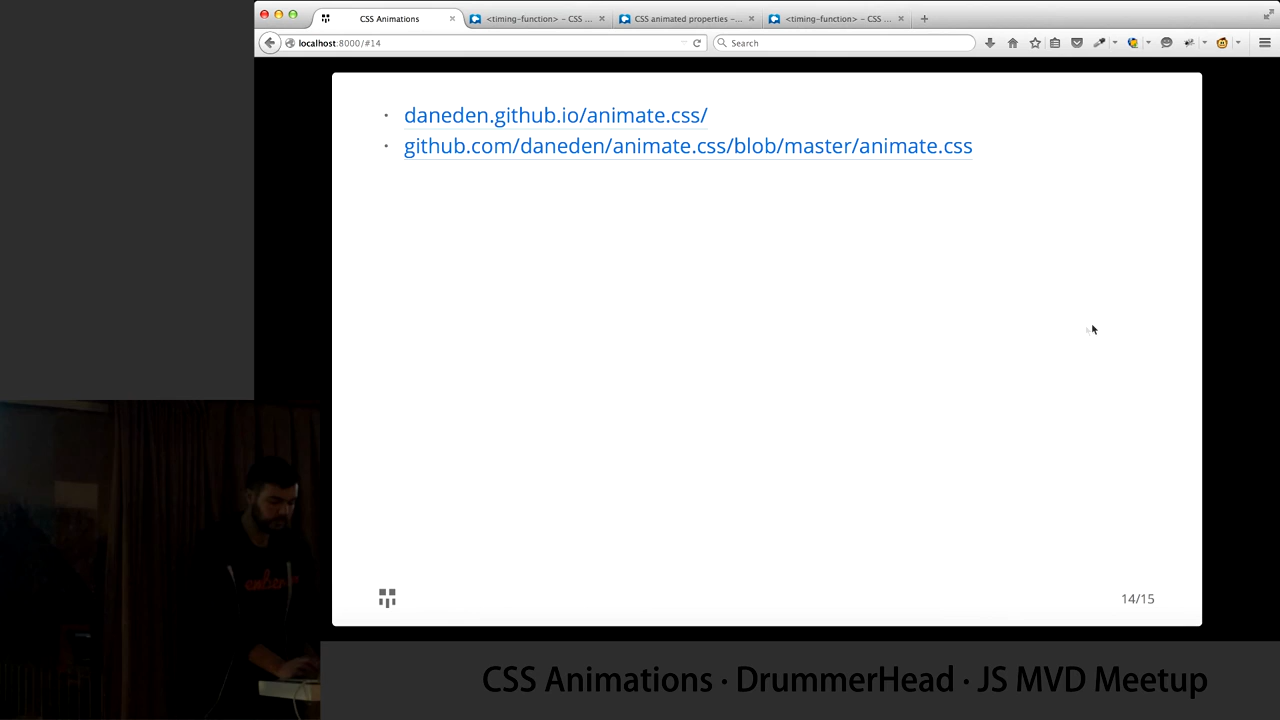 CSS Animations
<timing-function> – CSS ...
CSS animated properties –...
<timing-function> – CSS ...
localhost:8000/#14
Search
daneden.github.io/animate.css/
github.com/daneden/animate.css/blob/master/animate.css
14/15
CSS Animations · DrummerHead · JS MVD Meetup